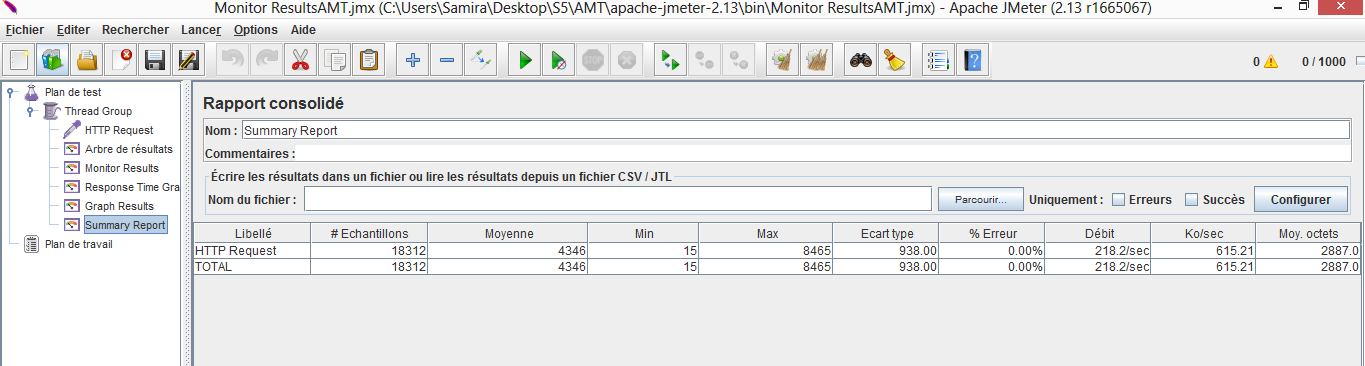 Monitor ResultsAMT.jmx (C:\Users\Samira\Desktop\S5\AMT\apache-jmeter-2.13\bin\Monitor ResultsAMT.jmx) - Apache JMeter (2.13 r1665067)
Fichier Editer Rechercher Lancer Options Aide
STOP
0 0 / 1000
Plan de test
Thread Group
HTTP Request
Arbre de résultats
Monitor Results
Response Time Gra
Graph Results
Summary Report
Plan de travail
Rapport consolidé
Nom : Summary Report
Commentaires :
Écrire les résultats dans un fichier ou lire les résultats depuis un fichier CSV / JTL
Nom du fichier : Parcourir... Uniquement : Erreurs Succès Configurer
Libellé # Echantillons Moyenne Min Max Ecart type % Erreur Débit Ko/sec Moy. octets
HTTP Request 18312 4346 15 8465 938.00 0.00% 218.2/sec 615.21 2887.0
TOTAL 18312 4346 15 8465 938.00 0.00% 218.2/sec 615.21 2887.0